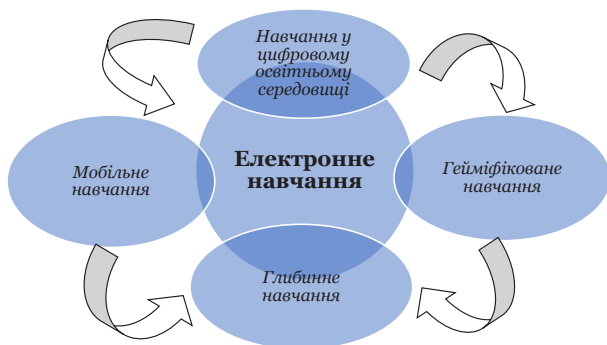 Навчання у
цифровому
освітньому
середовищі
Мобільне
навчання
Електронне
навчання
Гейміфіковане
навчання
Глибинне
навчання